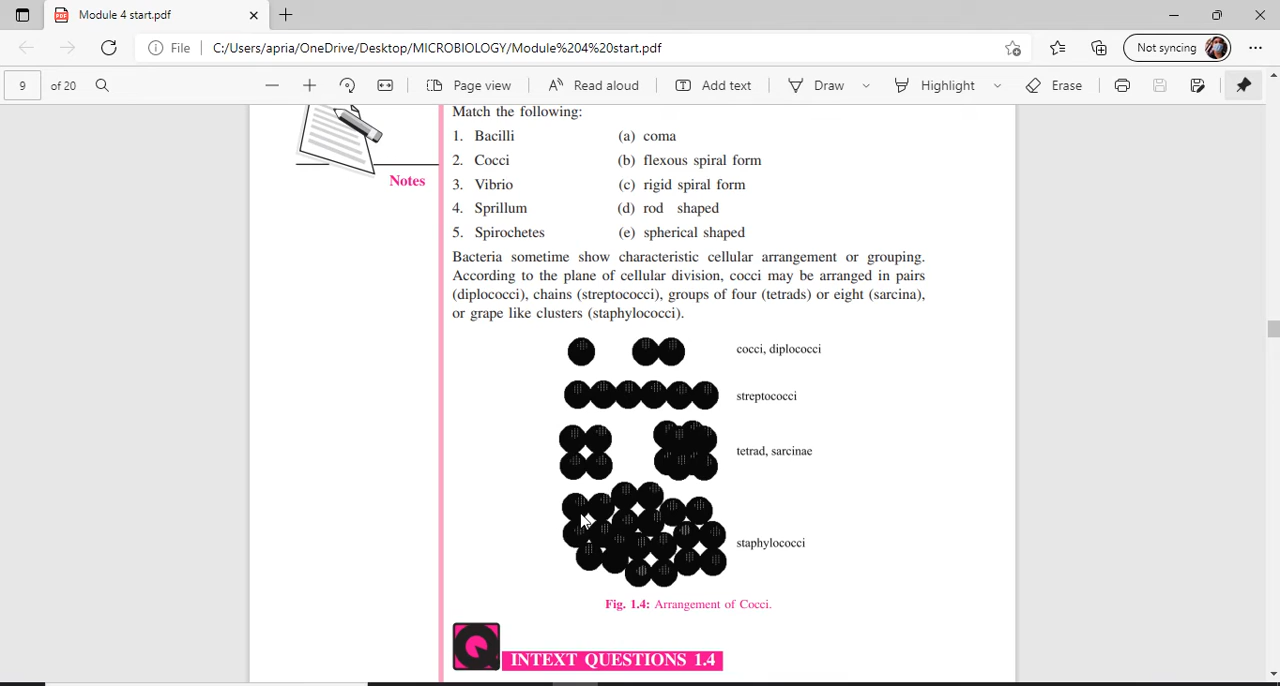 Module 4 start.pdf
File
C:/Users/apria/OneDrive/Desktop/MICROBIOLOGY/Module%204%20start.pdf
Not syncing
9 of 20
Page view
Read aloud
Add text
Draw
Highlight
Erase
Notes
Match the following:
1. Bacilli (a) coma
2. Cocci (b) flexous spiral form
3. Vibrio (c) rigid spiral form
4. Sprillum (d) rod shaped
5. Spirochetes (e) spherical shaped
Bacteria sometime show characteristic cellular arrangement or grouping.
According to the plane of cellular division, cocci may be arranged in pairs
(diplococci), chains (streptococci), groups of four (tetrads) or eight (sarcina),
or grape like clusters (staphylococci).
cocci, diplococci
streptococci
tetrad, sarcinae
staphylococci
Fig. 1.4: Arrangement of Cocci.
INTEXT QUESTIONS 1.4